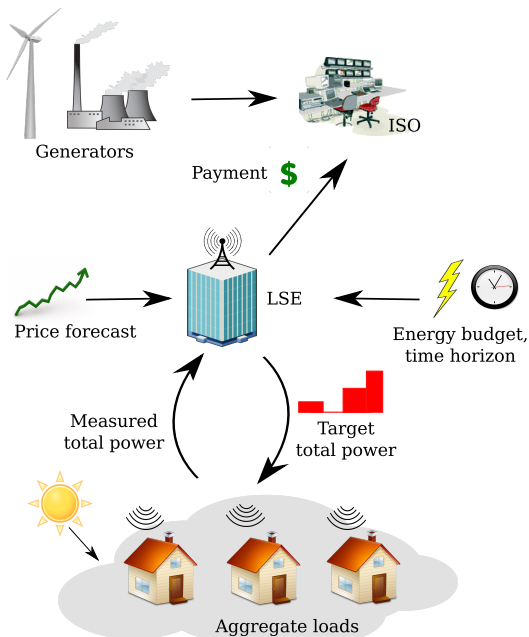 Generators
ISO
Payment $
LSE
Price forecast
Energy budget,
time horizon
Measured
total power
Target
total power
Aggregate loads